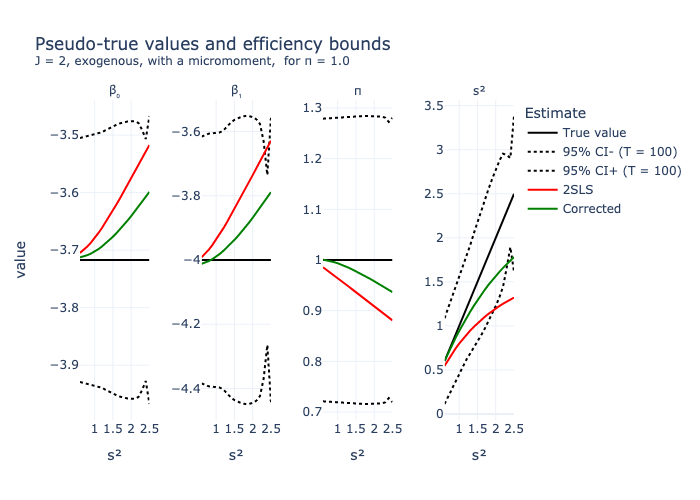 Pseudo-true values and efficiency bounds
J = 2, exogenous, with a micromoment,  for π = 1.0
β₀
β₁
π
s²
value
−3.5
−3.6
−3.7
−3.8
−3.9
1 1.5 2 2.5
s²
−3.6
−3.8
−4
−4.2
−4.4
1 1.5 2 2.5
s²
1.3
1.2
1.1
1
0.9
0.8
0.7
1 1.5 2 2.5
s²
3.5
3
2.5
2
1.5
1
0.5
0
1 1.5 2 2.5
s²
Estimate
True value
95% CI- (T = 100)
95% CI+ (T = 100)
2SLS
Corrected